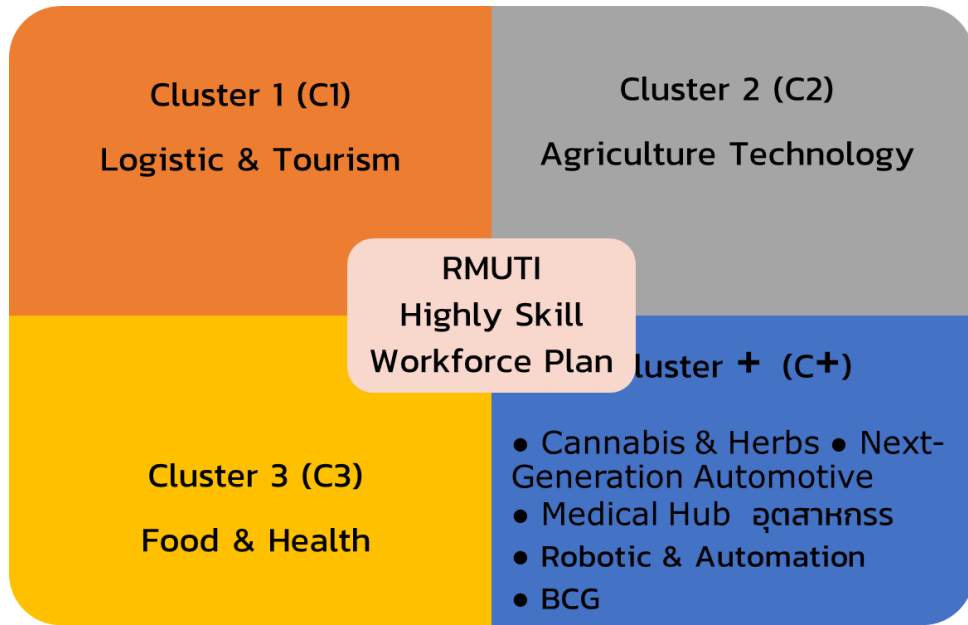 Cluster 1 (C1)
Logistic & Tourism
Cluster 2 (C2)
Agriculture Technology
RMUTI
Highly Skill
Workforce Plan
Cluster 3 (C3)
Food & Health
luster + (C+)
● Cannabis & Herbs ● Next-
Generation Automotive
● Medical Hub อุตสาหกรร
● Robotic & Automation
● BCG